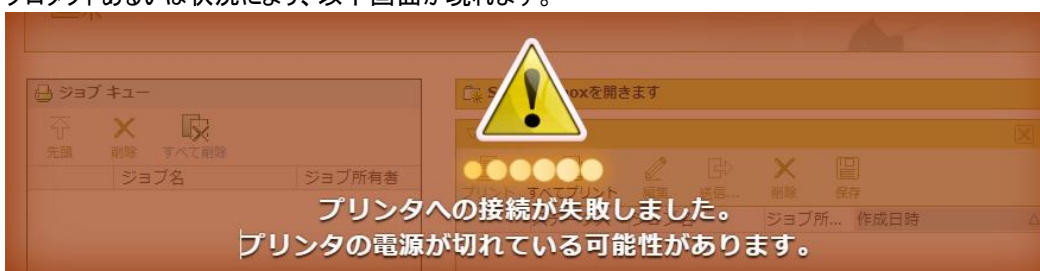 プロダクトあるいは状況により、以下画面が現れます。
ジョブ キュー
先頭 削除 すべて削除
ジョブ名 ジョブ所有者
oxを開きます
プリント... すべてプリント 編集 送信... 削除 保存
ジョブ所... 作成日時
プリンタへの接続が失敗しました。
プリンタの電源が切れている可能性があります。